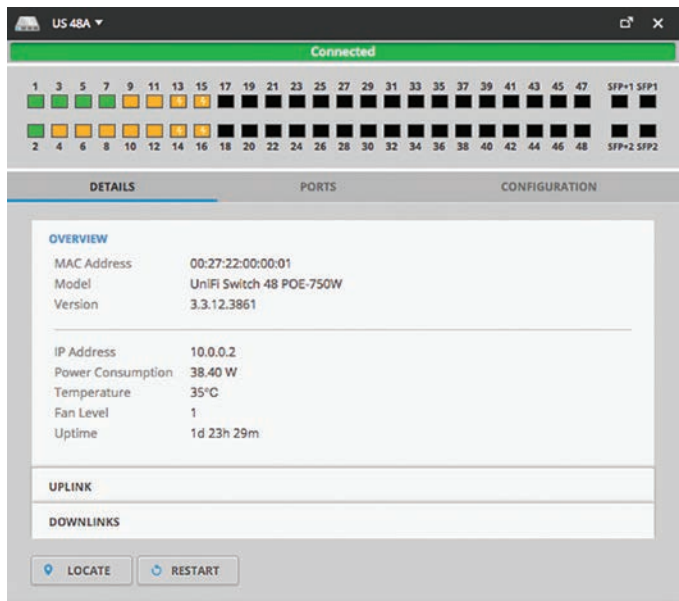 US 48A
Connected
1 3 5 7 9 11 13 15 17 19 21 23 25 27 29 31 33 35 37 39 41 43 45 47 SFP+1 SFP1
2 4 6 8 10 12 14 16 18 20 22 24 26 28 30 32 34 36 38 40 42 44 46 48 SFP+2 SFP2
DETAILS PORTS CONFIGURATION
OVERVIEW
MAC Address 00:27:22:00:00:01
Model UniFi Switch 48 POE-750W
Version 3.3.12.3861
IP Address 10.0.0.2
Power Consumption 38.40 W
Temperature 35°C
Fan Level 1
Uptime 1d 23h 29m
UPLINK
DOWNLINKS
LOCATE RESTART